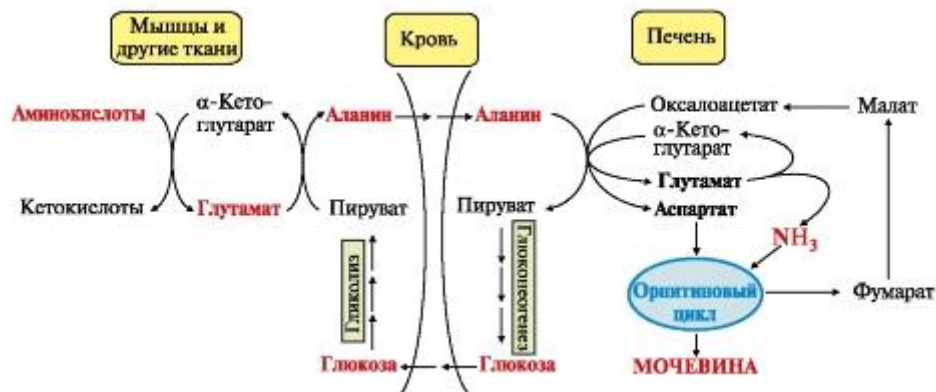 Мышцы и
другие ткани
Кровь
Печень
Аминокислоты
α-Кето-
глутарат
Аланин
Аланин
Оксалоацетат
Малат
α-Кето-
глутарат
Глутамат
Аспартат
Кетокислоты
Глутамат
Пируват
Пируват
NH3
Гликолиз
Глюконеогенез
Орнитиновый
цикл
Фумарат
Глюкоза
Глюкоза
МОЧЕВИНА